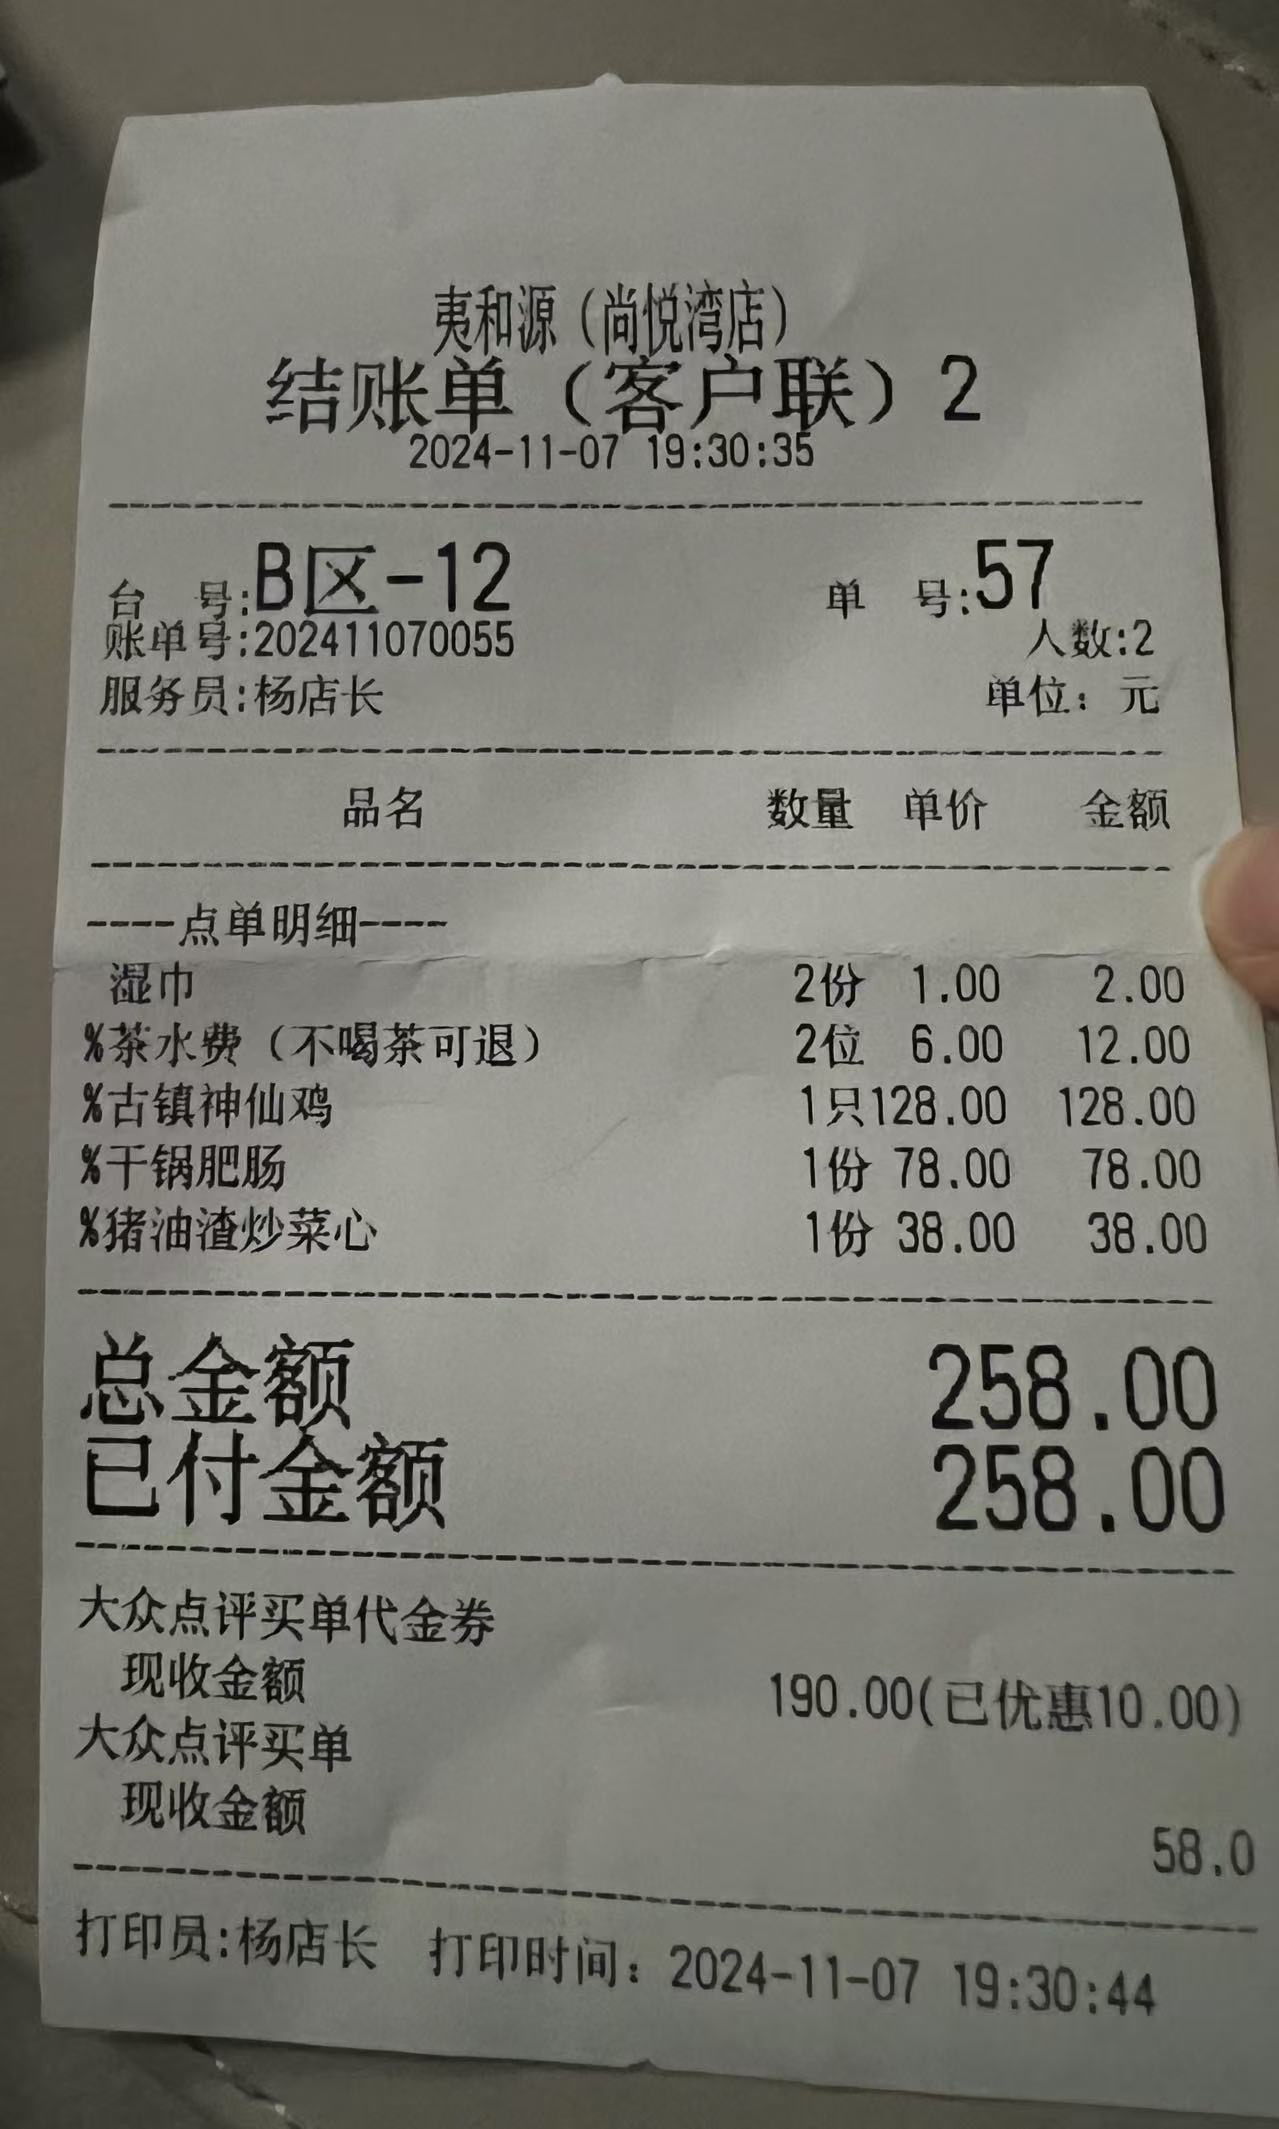 夷和源（尚悦湾店）
结账单（客户联）2
2024-11-07 19:30:35
台 号:B区-12 单 号:57
账单号:202411070055 人数:2
服务员:杨店长 单位：元
品名 数量 单价 金额
----点单明细----
湿巾 2份 1.00 2.00
%茶水费（不喝茶可退） 2位 6.00 12.00
%古镇神仙鸡 1只128.00 128.00
%干锅肥肠 1份 78.00 78.00
%猪油渣炒菜心 1份 38.00 38.00
总金额 258.00
已付金额 258.00
大众点评买单代金券
现收金额 190.00(已优惠10.00)
大众点评买单
现收金额 58.0
打印员:杨店长 打印时间：2024-11-07 19:30:44